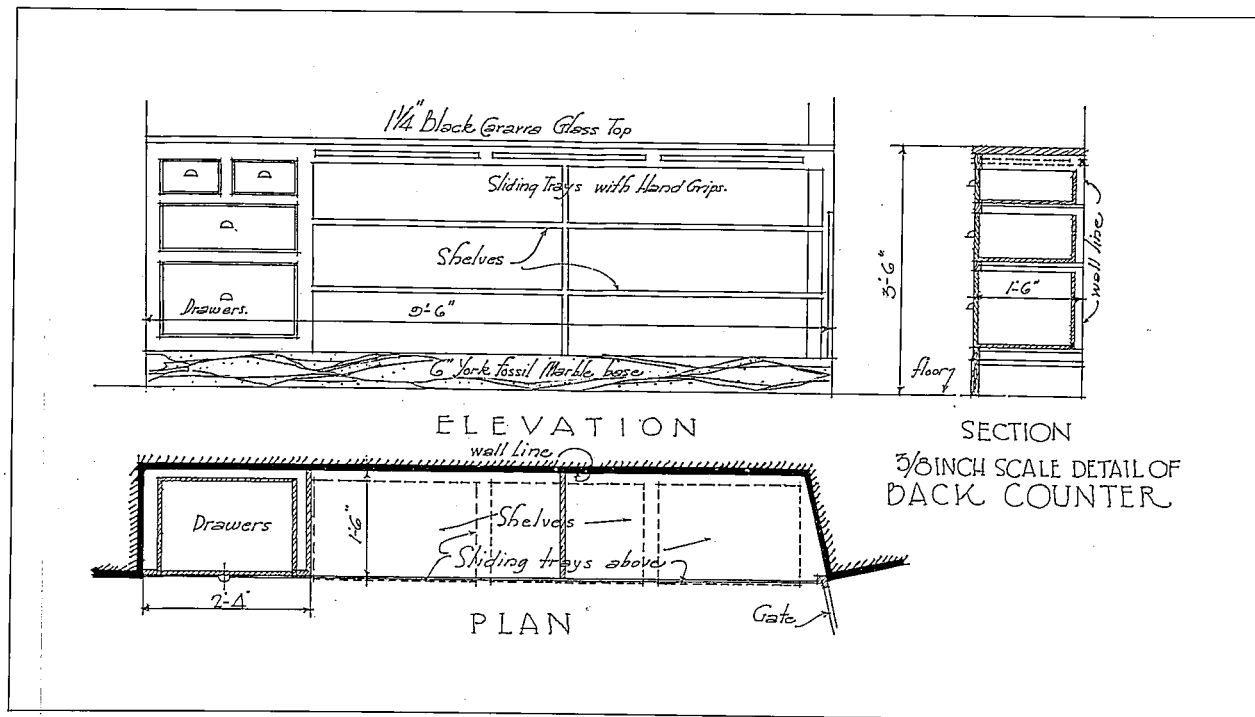 1¼" Black Cararra Glass Top
Sliding Trays with Hand Grips.
Shelves
Drawers.
9'-6"
6" York Fossil Marble base
ELEVATION
3'-6"
1'-6"
wall line
floor
SECTION
3/8 INCH SCALE DETAIL OF
BACK COUNTER
wall line
Drawers
1'-6"
Shelves
Sliding trays above
2'-4"
PLAN
Gate